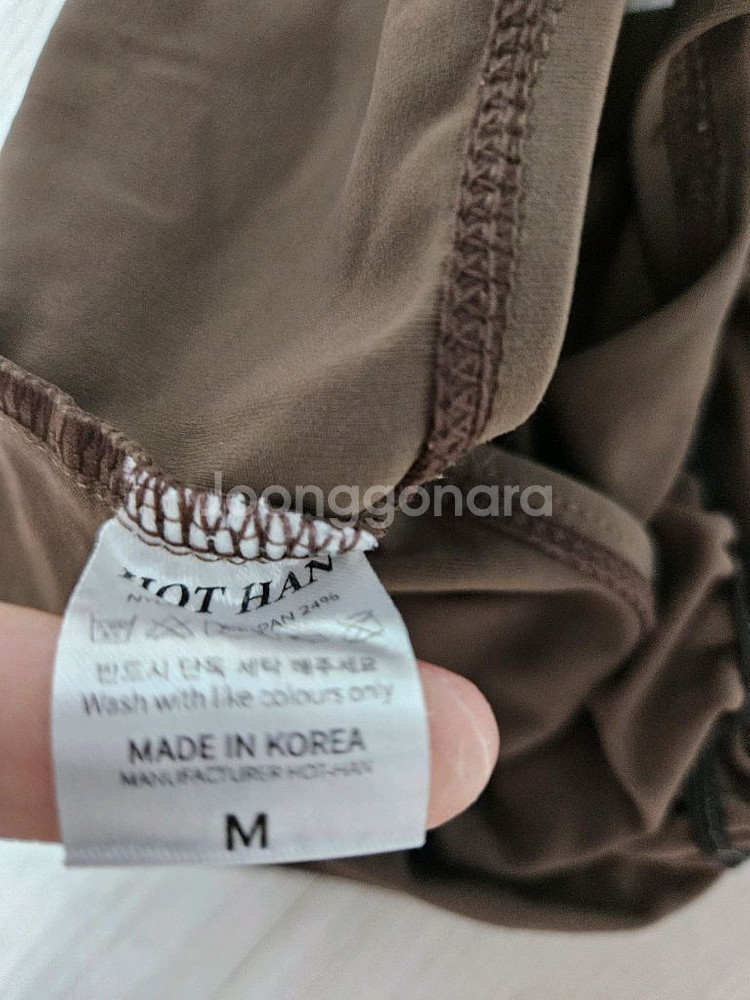 Joonggonara
HOT HAN
24%
반드시 단독 세탁 해주세요
Wash with like colours only
MADE IN KOREA
MANUFACTURER HOT-HAN
M